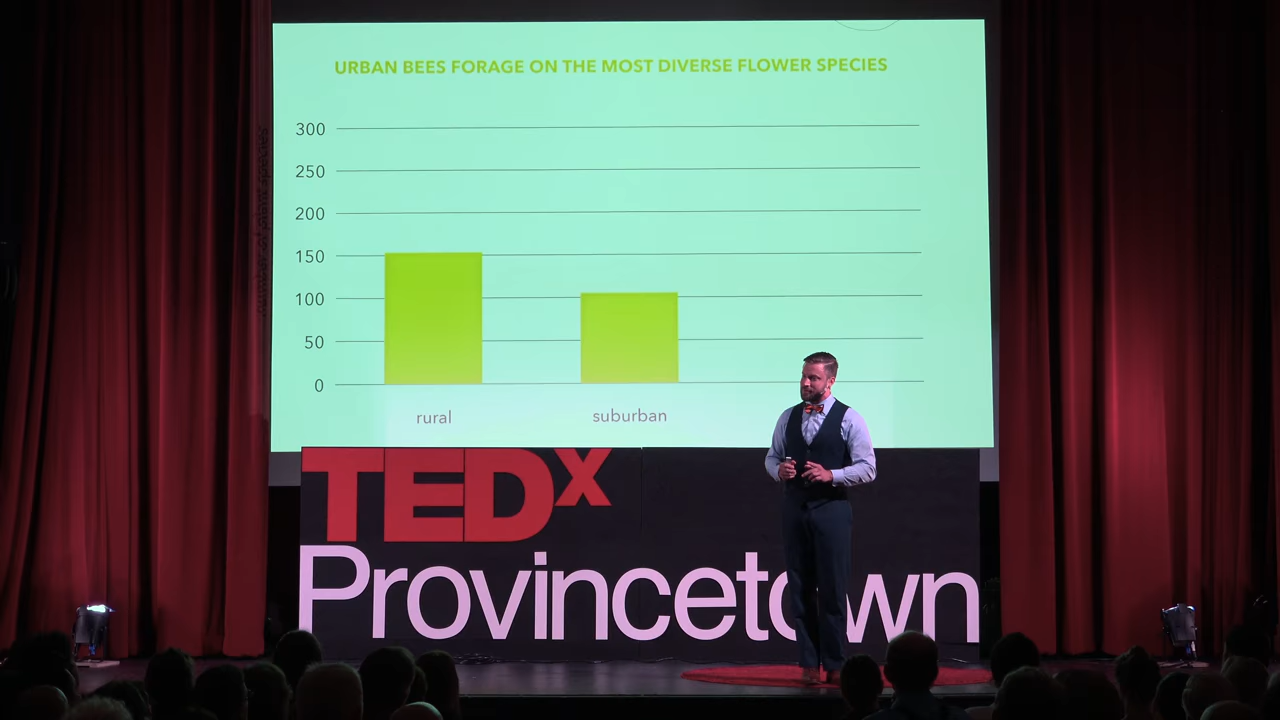 URBAN BEES FORAGE ON THE MOST DIVERSE FLOWER SPECIES
300
250
200
150
100
50
0
rural
suburban
TEDx
Provincetown